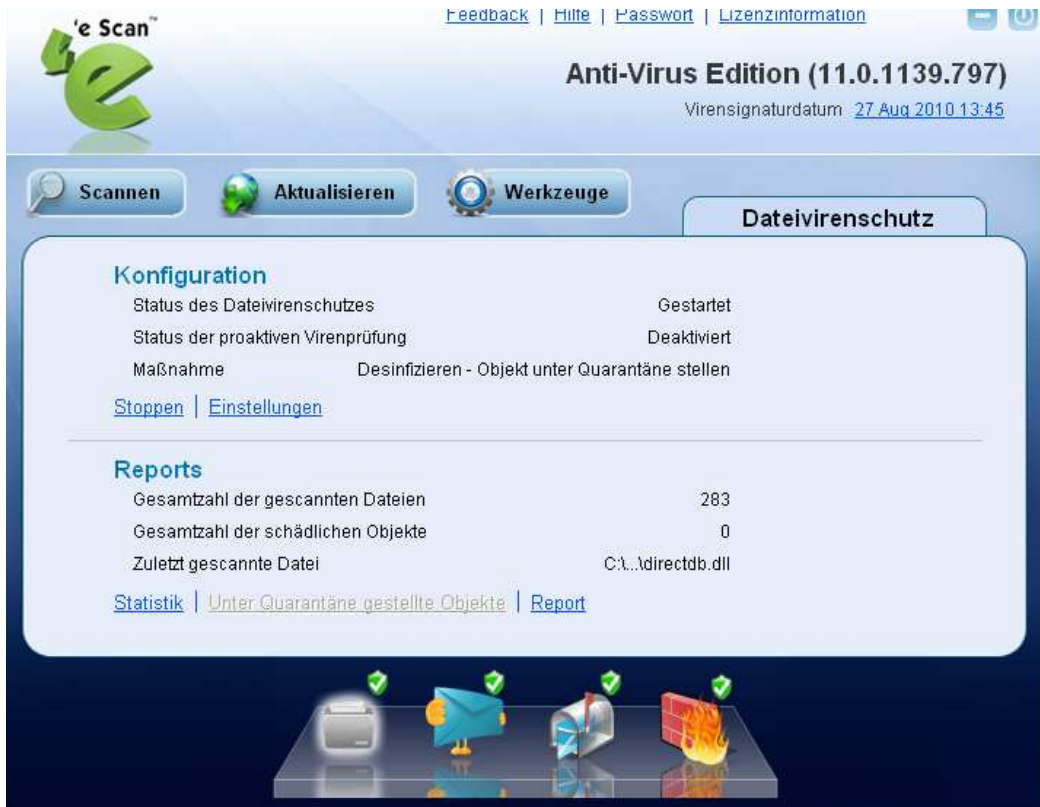 'e Scan™
Feedback | Hilfe | Passwort | Lizenzinformation
Anti-Virus Edition (11.0.1139.797)
Virensignaturdatum 27 Aug 2010 13:45
Scannen
Aktualisieren
Werkzeuge
Dateivirenschutz
Konfiguration
Status des Dateivirenschutzes Gestartet
Status der proaktiven Virenprüfung Deaktiviert
Maßnahme Desinfizieren - Objekt unter Quarantäne stellen
Stoppen | Einstellungen
Reports
Gesamtzahl der gescannten Dateien 283
Gesamtzahl der schädlichen Objekte 0
Zuletzt gescannte Datei C:\...\directdb.dll
Statistik | Unter Quarantäne gestellte Objekte | Report